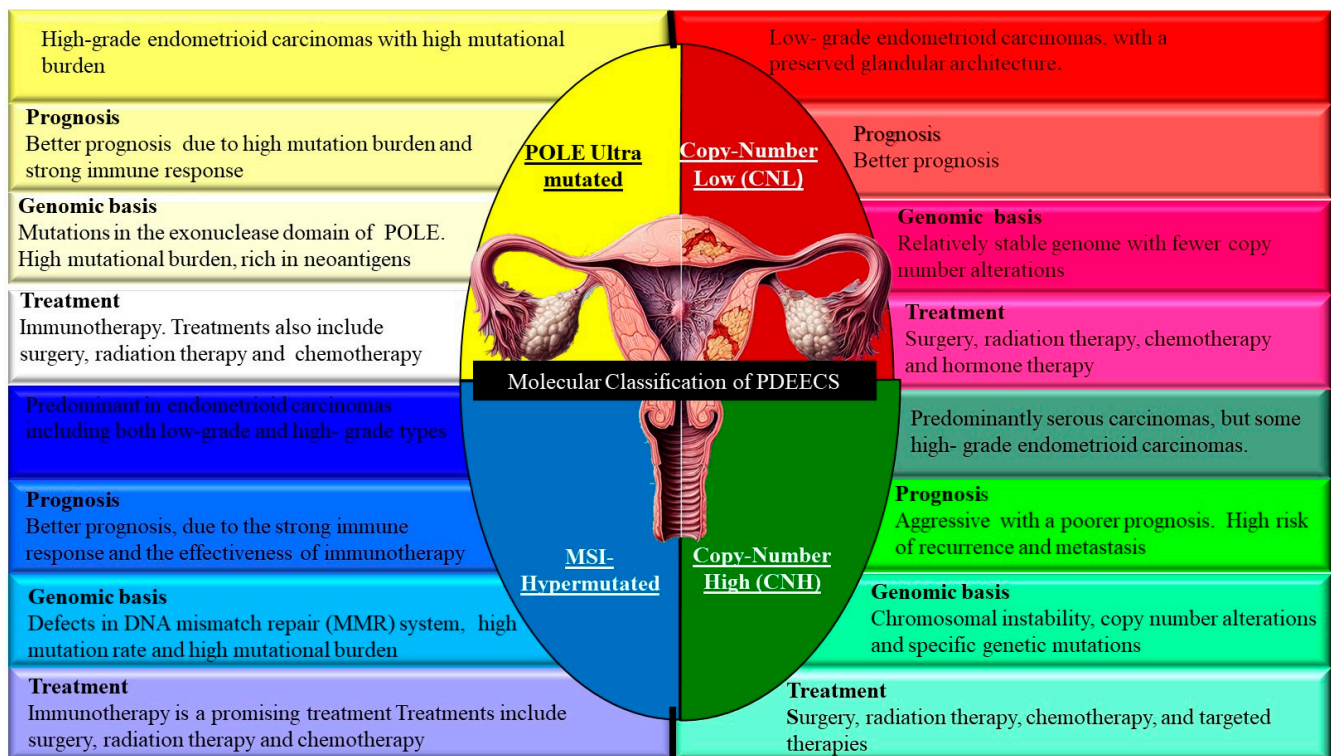 High-grade endometrioid carcinomas with high mutational
burden
Prognosis
Better prognosis due to high mutation burden and
strong immune response
Genomic basis
Mutations in the exonuclease domain of POLE.
High mutational burden, rich in neoantigens
Treatment
Immunotherapy. Treatments also include
surgery, radiation therapy and chemotherapy
Predominant in endometrioid carcinomas
including both low-grade and high- grade types
Prognosis
Better prognosis, due to the strong immune
response and the effectiveness of immunotherapy
Genomic basis
Defects in DNA mismatch repair (MMR) system, high
mutation rate and high mutational burden
Treatment
Immunotherapy is a promising treatment Treatments include
surgery, radiation therapy and chemotherapy
POLE Ultra
mutated
Copy-Number
Low (CNL)
Molecular Classification of PDEECS
MSI-
Hypermutated
Copy-Number
High (CNH)
Low- grade endometrioid carcinomas, with a
preserved glandular architecture.
Prognosis
Better prognosis
Genomic basis
Relatively stable genome with fewer copy
number alterations
Treatment
Surgery, radiation therapy, chemotherapy
and hormone therapy
Predominantly serous carcinomas, but some
high- grade endometrioid carcinomas.
Prognosis
Aggressive with a poorer prognosis. High risk
of recurrence and metastasis
Genomic basis
Chromosomal instability, copy number alterations
and specific genetic mutations
Treatment
Surgery, radiation therapy, chemotherapy, and targeted
therapies